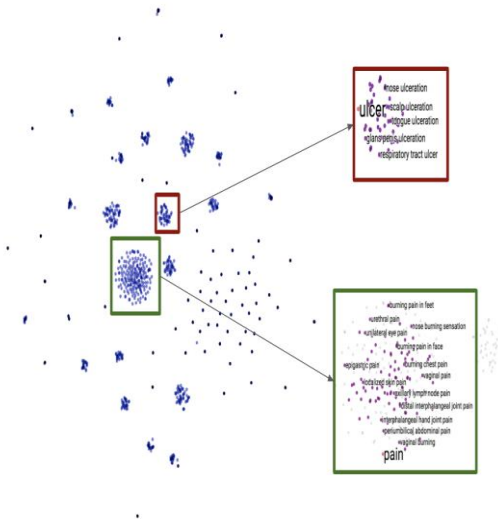 nose ulceration
ulcer
scalp ulceration
tongue ulceration
glans penis ulceration
respiratory tract ulcer
burning pain in feet
urethral pain
nose burning sensation
unilateral eye pain
burning pain in face
epigastric pain
burning chest pain
vaginal pain
localized skin pain
axillary lymph node pain
distal interphalangeal joint pain
interphalangeal hand joint pain
periumbilical abdominal pain
vaginal burning
pain